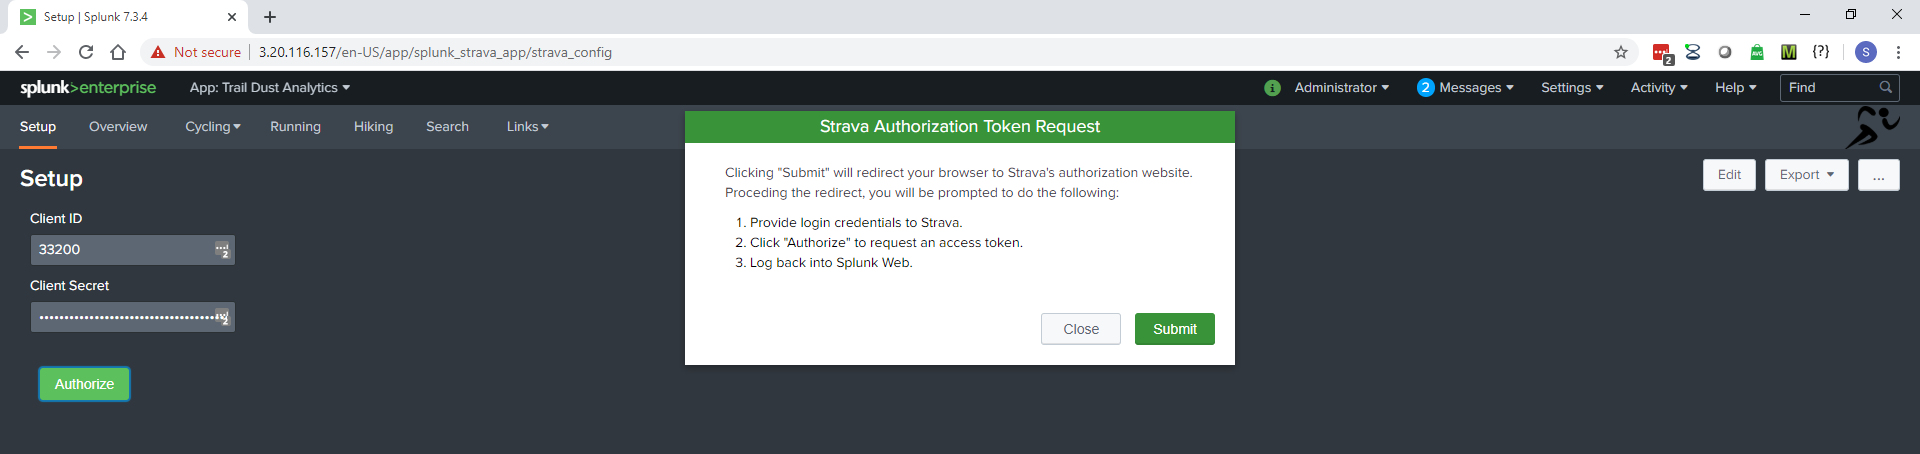 Setup | Splunk 7.3.4
Not secure | 3.20.116.157/en-US/app/splunk_strava_app/strava_config
2
AVG
M
{?}
S
splunk>enterprise
App: Trail Dust Analytics
i
Administrator
2 Messages
Settings
Activity
Help
Find
Setup
Overview
Cycling
Running
Hiking
Search
Links
Strava Authorization Token Request
Setup
Edit
Export
...
Clicking "Submit" will redirect your browser to Strava's authorization website.
Proceding the redirect, you will be prompted to do the following:
1. Provide login credentials to Strava.
2. Click "Authorize" to request an access token.
3. Log back into Splunk Web.
Client ID
33200
2
Client Secret
••••••••••••••••••••••••••••••••••••••
2
Close
Submit
Authorize